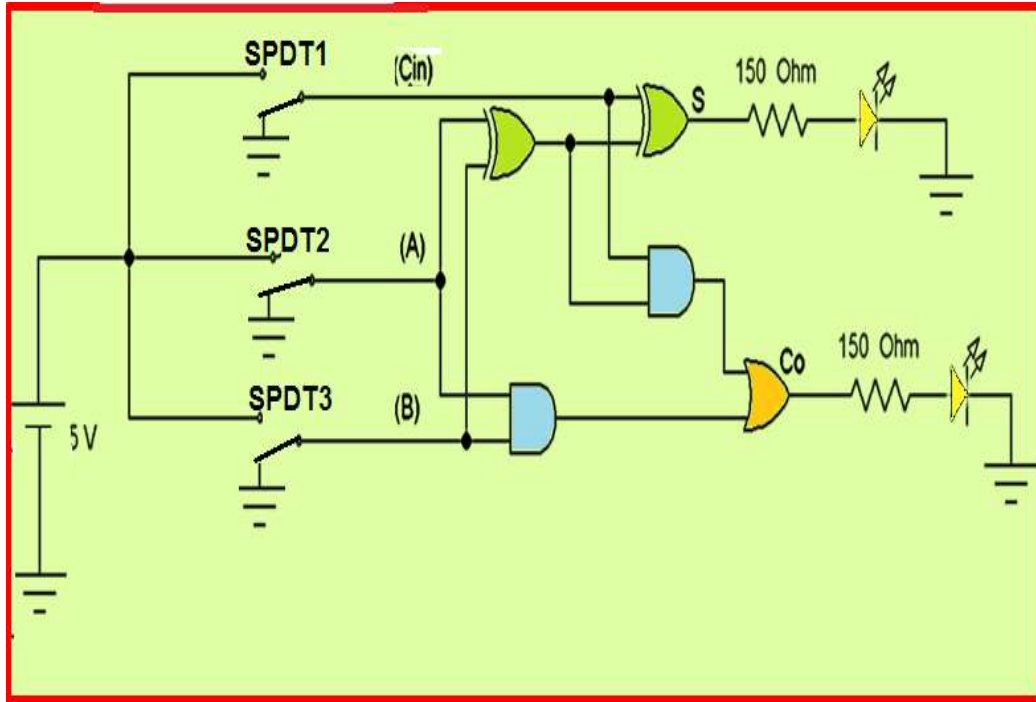 SPDT1
(Cin)
150 Ohm
S
SPDT2
(A)
150 Ohm
Co
SPDT3
(B)
5 V